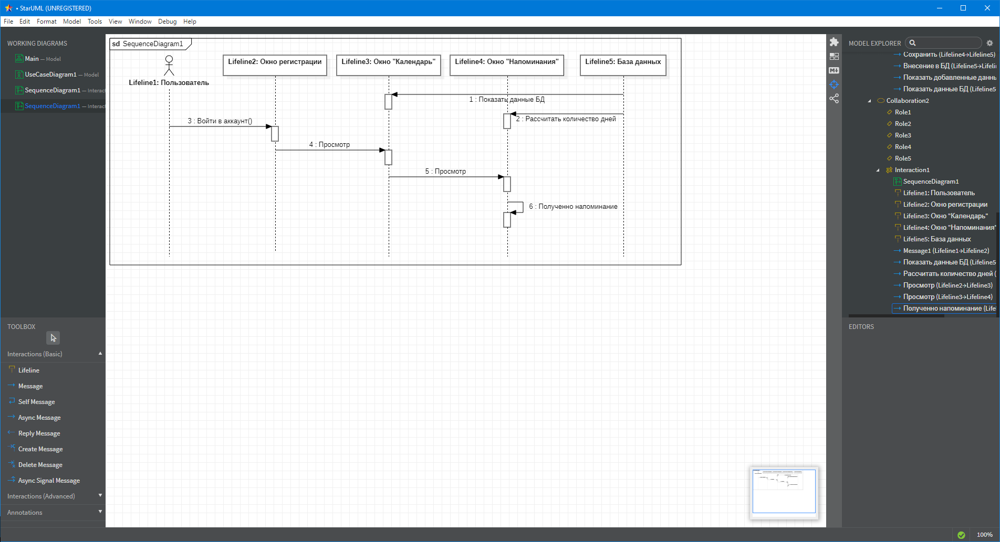 • StarUML (UNREGISTERED)
File Edit Format Model Tools View Window Debug Help
WORKING DIAGRAMS
Main — Model
UseCaseDiagram1 — Model
SequenceDiagram1 — Interact
SequenceDiagram1 — Interact
TOOLBOX
Interactions (Basic)
Lifeline
Message
Self Message
Async Message
Reply Message
Create Message
Delete Message
Async Signal Message
Interactions (Advanced)
Annotations
sd SequenceDiagram1
Lifeline1: Пользователь
Lifeline2: Окно регистрации
Lifeline3: Окно "Календарь"
Lifeline4: Окно "Напоминания"
Lifeline5: База данных
1 : Показать данные БД
2 : Рассчитать количество дней
3 : Войти в аккаунт()
4 : Просмотр
5 : Просмотр
6 : Полученно напоминание
MODEL EXPLORER
Сохранить (Lifeline4→Lifeline5)
Внесение в БД (Lifeline5→Lifeli
Показать добавленные данн
Показать данные БД (Lifeline5
Collaboration2
Role1
Role2
Role3
Role4
Role5
Interaction1
SequenceDiagram1
Lifeline1: Пользователь
Lifeline2: Окно регистрации
Lifeline3: Окно "Календарь"
Lifeline4: Окно "Напоминания"
Lifeline5: База данных
Message1 (Lifeline1→Lifeline2)
Показать данные БД (Lifeline5
Рассчитать количество дней (
Просмотр (Lifeline2→Lifeline3)
Просмотр (Lifeline3→Lifeline4)
Полученно напоминание (Life
EDITORS
100%